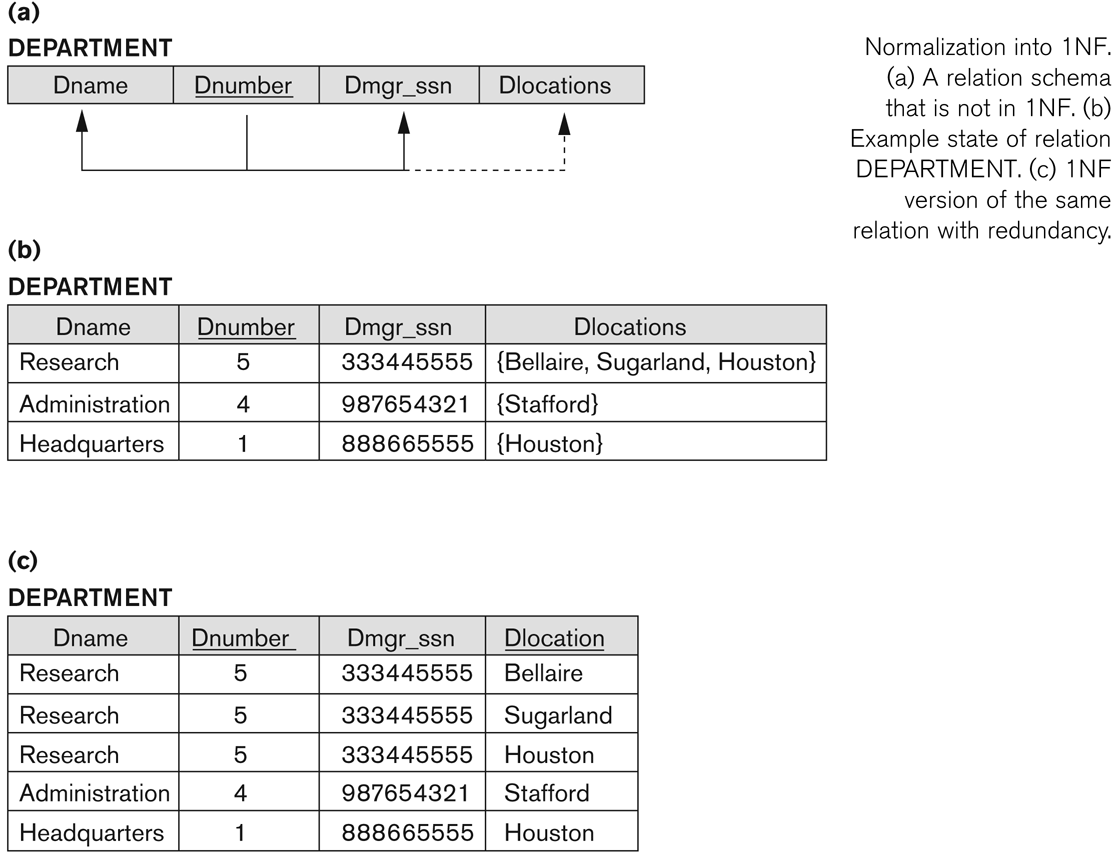 (a)
DEPARTMENT
Dname Dnumber Dmgr_ssn Dlocations
Normalization into 1NF.
(a) A relation schema
that is not in 1NF. (b)
Example state of relation
DEPARTMENT. (c) 1NF
version of the same
relation with redundancy.
(b)
DEPARTMENT
Dname Dnumber Dmgr_ssn Dlocations
Research 5 333445555 {Bellaire, Sugarland, Houston}
Administration 4 987654321 {Stafford}
Headquarters 1 888665555 {Houston}
(c)
DEPARTMENT
Dname Dnumber Dmgr_ssn Dlocation
Research 5 333445555 Bellaire
Research 5 333445555 Sugarland
Research 5 333445555 Houston
Administration 4 987654321 Stafford
Headquarters 1 888665555 Houston